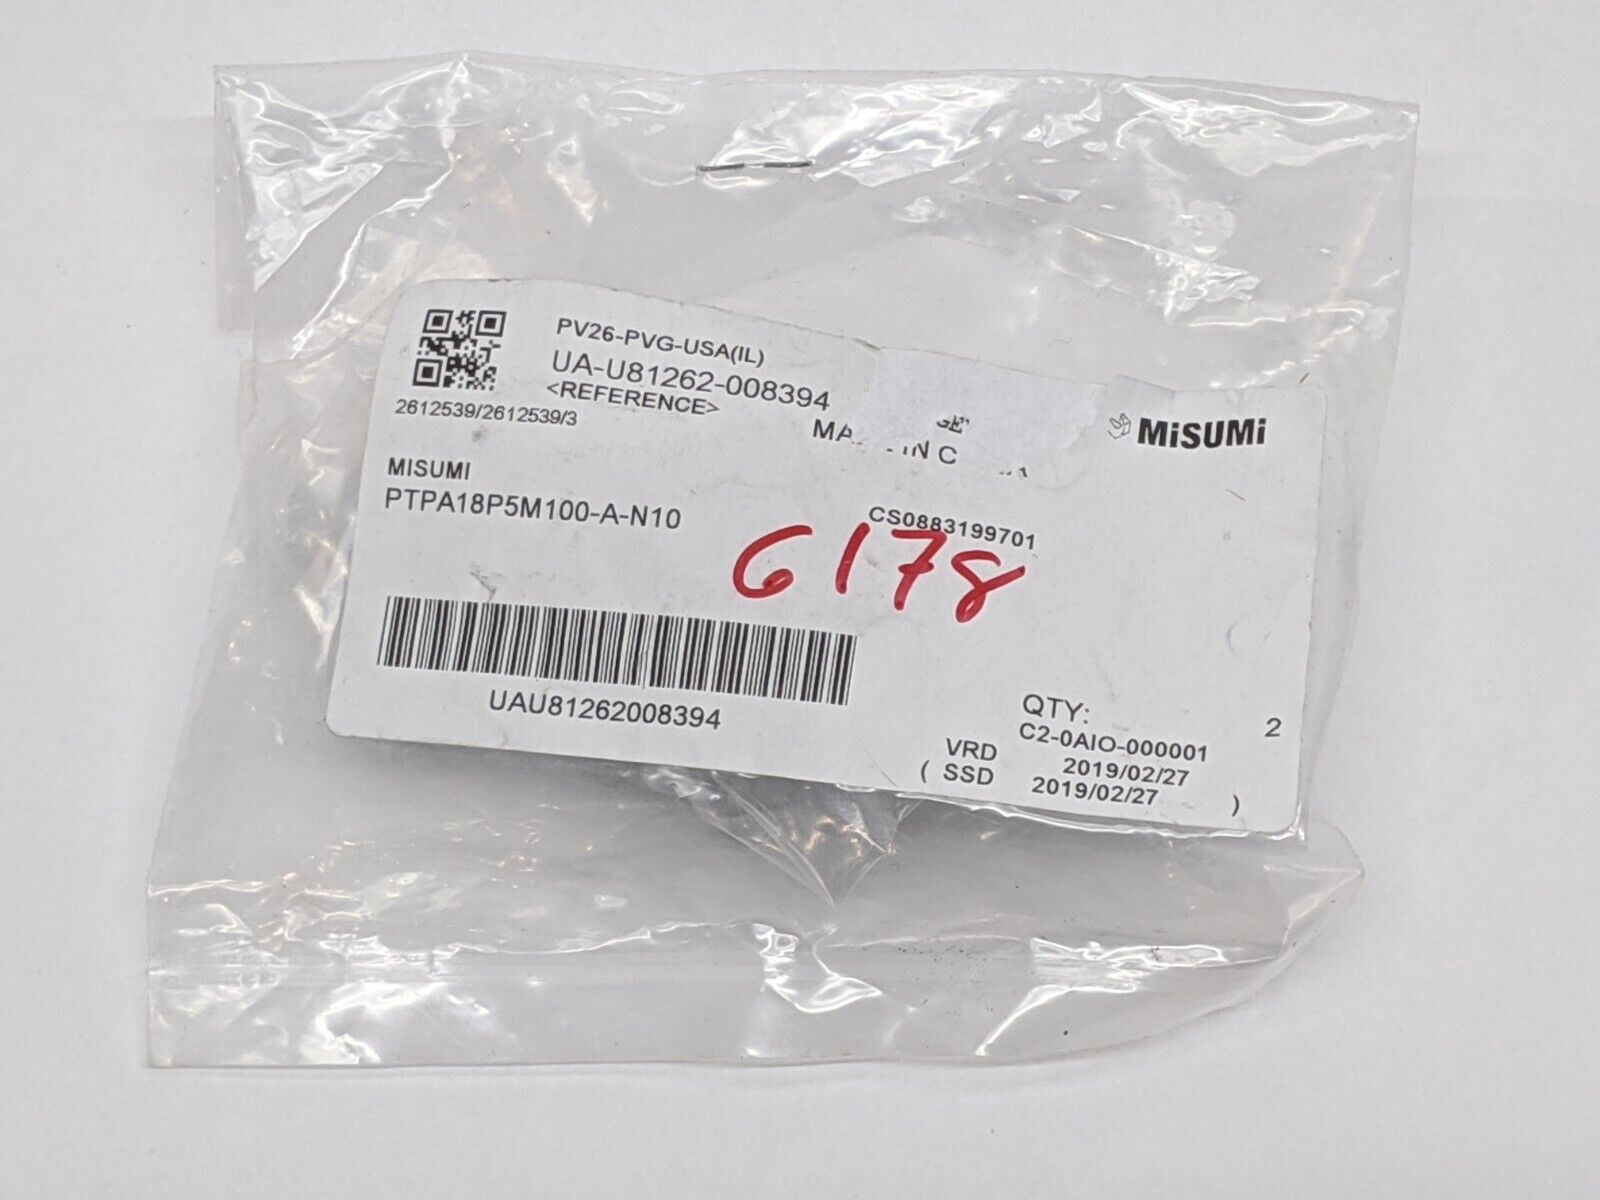 PV26-PVG-USA(IL)
UA-U81262-008394
<REFERENCE>
2612539/2612539/3
MiSUMi
MISUMI
PTPA18P5M100-A-N10
CS0883199701
6178
UAU81262008394
QTY: 2
C2-0AIO-000001
VRD 2019/02/27
( SSD 2019/02/27 )